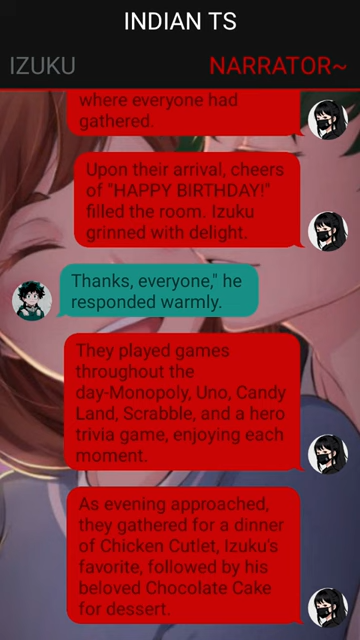 INDIAN TS
IZUKU
NARRATOR~
where everyone had
gathered.
Upon their arrival, cheers
of "HAPPY BIRTHDAY!"
filled the room. Izuku
grinned with delight.
Thanks, everyone," he
responded warmly.
They played games
throughout the
day-Monopoly, Uno, Candy
Land, Scrabble, and a hero
trivia game, enjoying each
moment.
As evening approached,
they gathered for a dinner
of Chicken Cutlet, Izuku's
favorite, followed by his
beloved Chocolate Cake
for dessert.